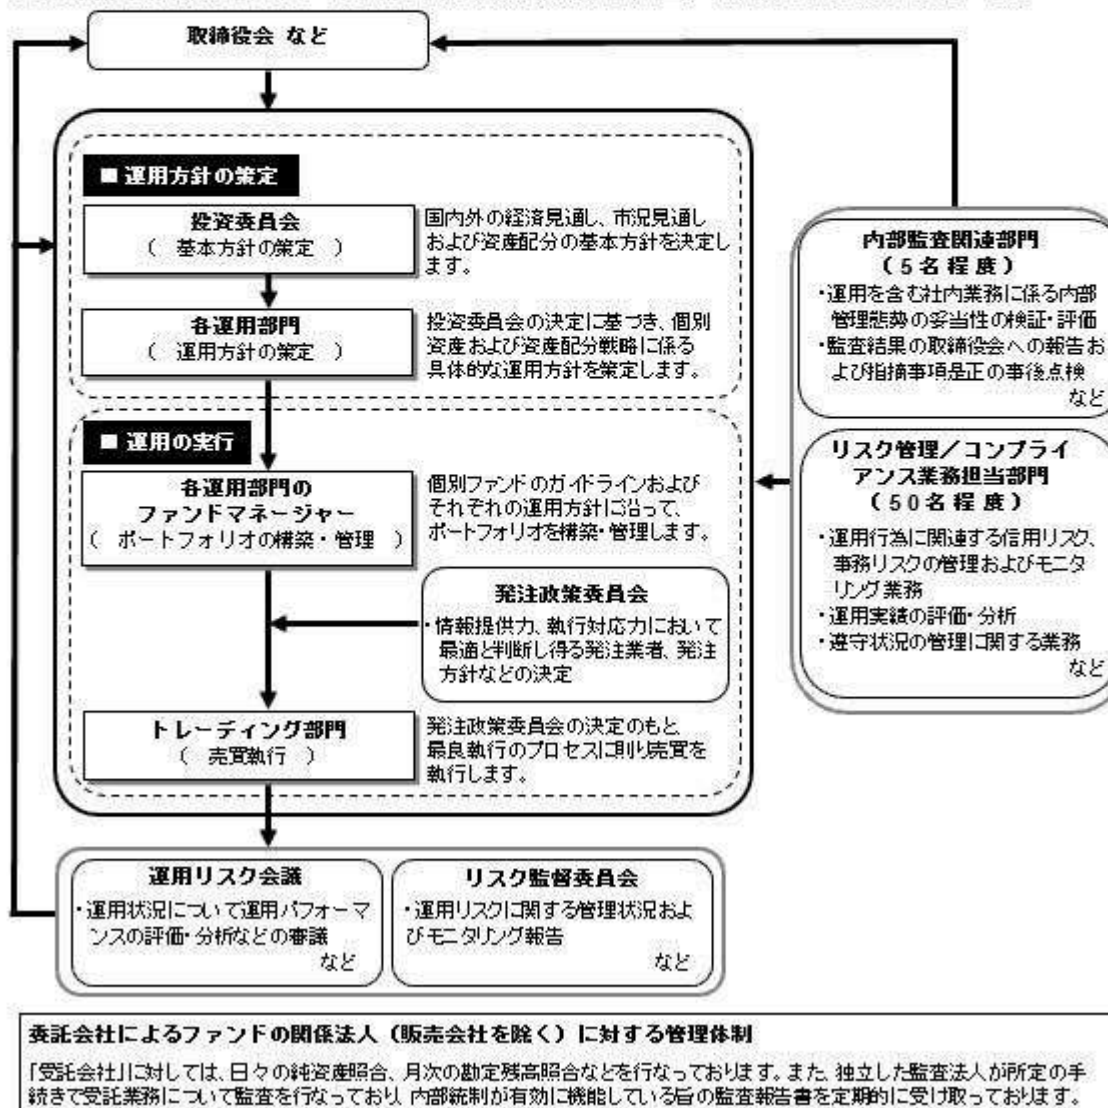 取締役会 など
■ 運用方針の策定
投資委員会
（ 基本方針の策定 ）
国内外の経済見通し、市況見通し
および資産配分の基本方針を決定し
ます。
各運用部門
（ 運用方針の策定 ）
投資委員会の決定に基づき、個別
資産および資産配分戦略に係る
具体的な運用方針を策定します。
■ 運用の実行
各運用部門の
ファンドマネージャー
（ ポートフォリオの構築・管理 ）
個別ファンドのガイドラインおよび
それぞれの運用方針に沿って、
ポートフォリオを構築・管理します。
発注政策委員会
・情報提供力、執行対応力において
最適と判断し得る発注業者、発注
方針などの決定
トレーディング部門
（ 売買執行 ）
発注政策委員会の決定のもと
最良執行のプロセスに則り売買を
執行します。
内部監査関連部門
（５名程度）
・運用を含む社内業務に係る内部
管理態勢の妥当性の検証・評価
・監査結果の取締役会への報告お
よび指摘事項是正の事後点検
など
リスク管理／コンプライ
アンス業務担当部門
（５０名程度）
・運用行為に関連する信用リスク、
事務リスクの管理およびモニタ
リング業務
・運用実績の評価・分析
・遵守状況の管理に関する業務
など
運用リスク会議
・運用状況について運用パフォーマ
ンスの評価・分析などの審議
など
リスク監督委員会
・運用リスクに関する管理状況およ
びモニタリング報告
など
委託会社によるファンドの関係法人（販売会社を除く）に対する管理体制
「受託会社」に対しては、日々の純資産照合、月次の勘定残高照合などを行なっております。また、独立した監査法人が所定の手
続きで受託業務について監査を行なっており、内部統制が有効に機能している旨の監査報告書を定期的に受け取っております。